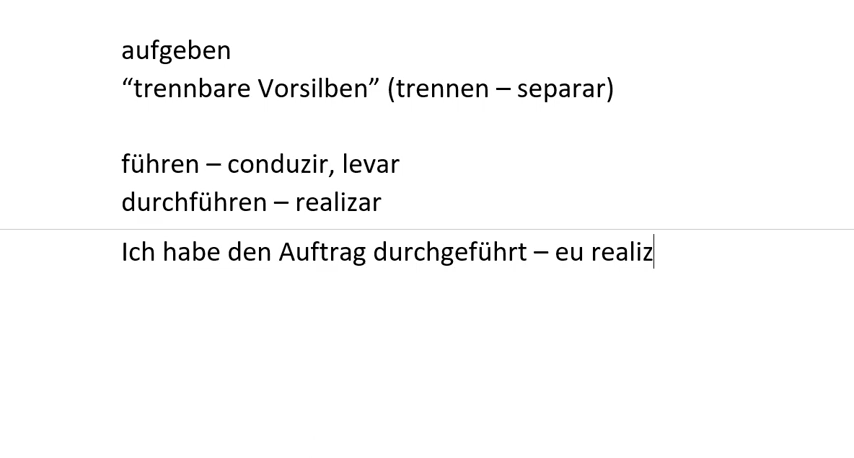 aufgeben
“trennbare Vorsilben” (trennen – separar)
führen – conduzir, levar
durchführen – realizar
Ich habe den Auftrag durchgeführt – eu realiz